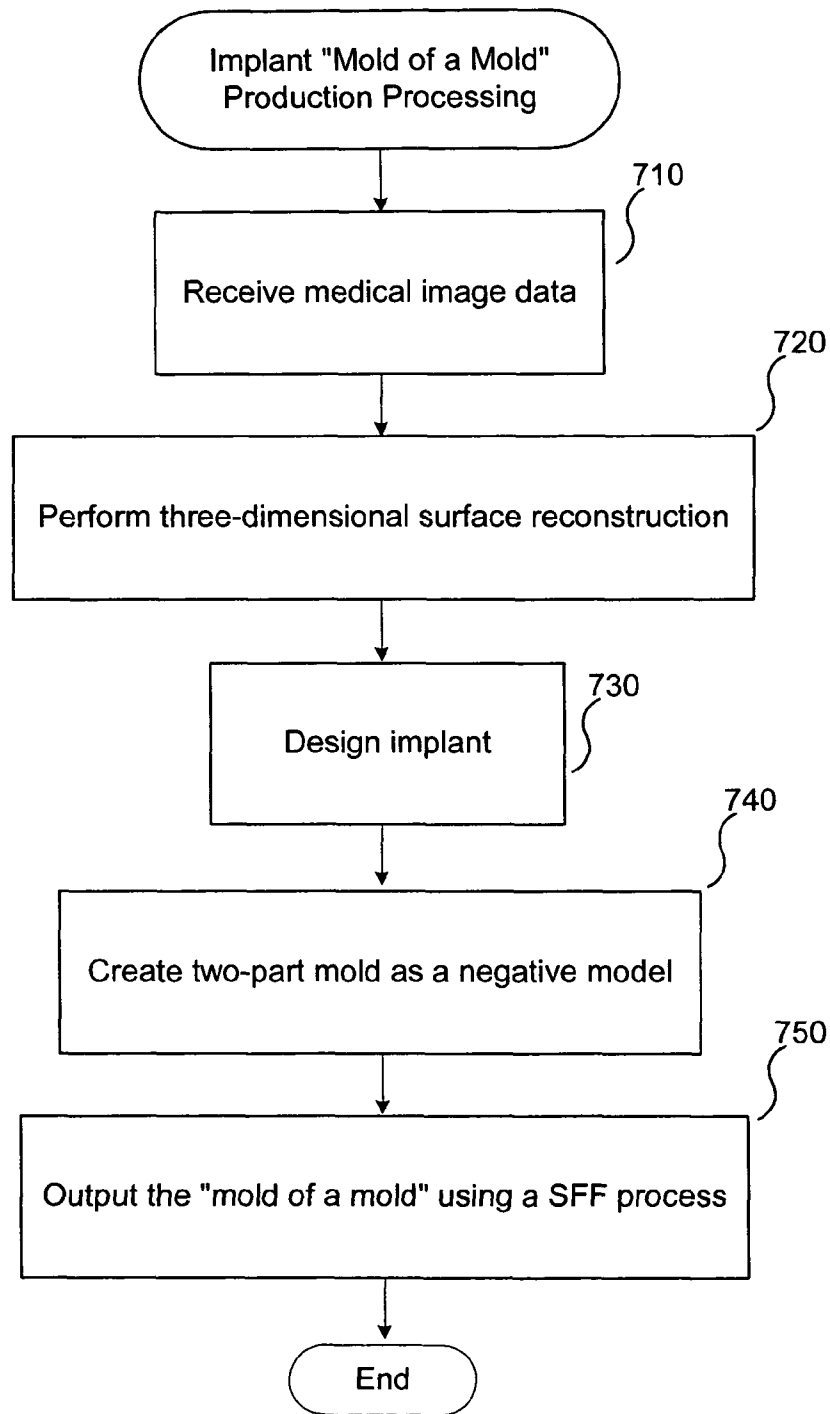 Implant "Mold of a Mold"
Production Processing
710
Receive medical image data
720
Perform three-dimensional surface reconstruction
730
Design implant
740
Create two-part mold as a negative model
750
Output the "mold of a mold" using a SFF process
End